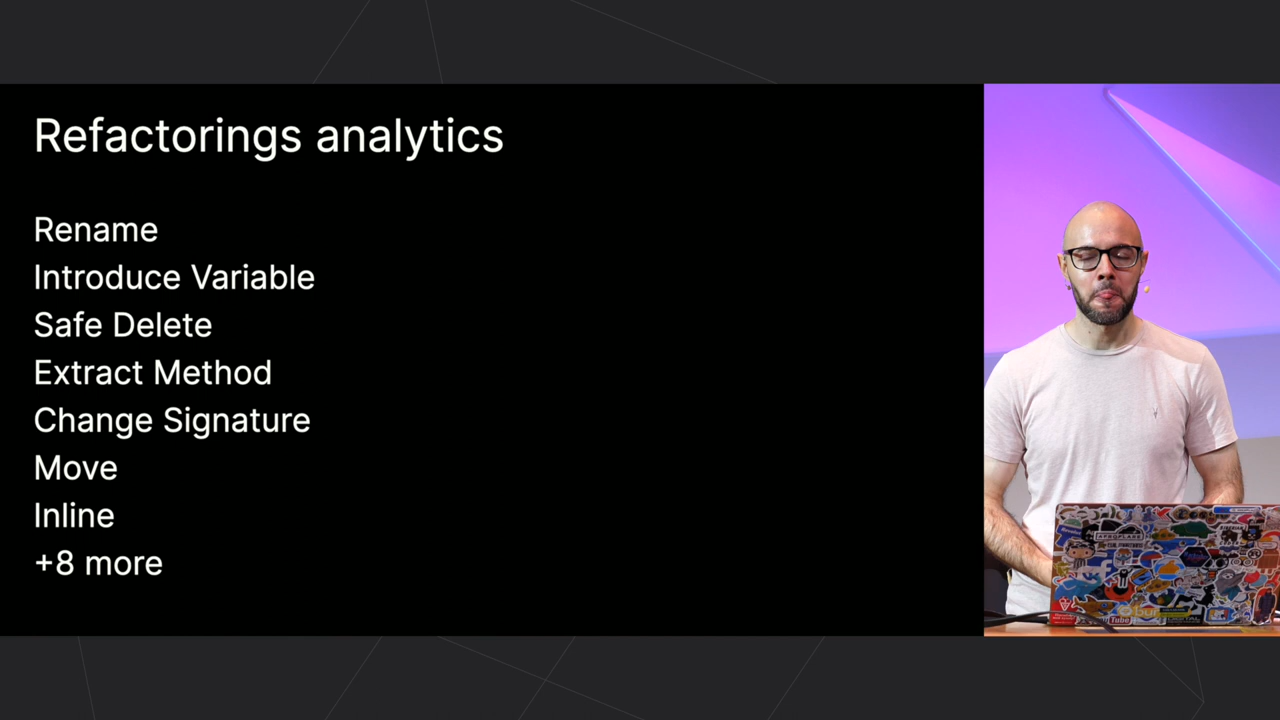 Refactorings analytics
Rename
Introduce Variable
Safe Delete
Extract Method
Change Signature
Move
Inline
+8 more